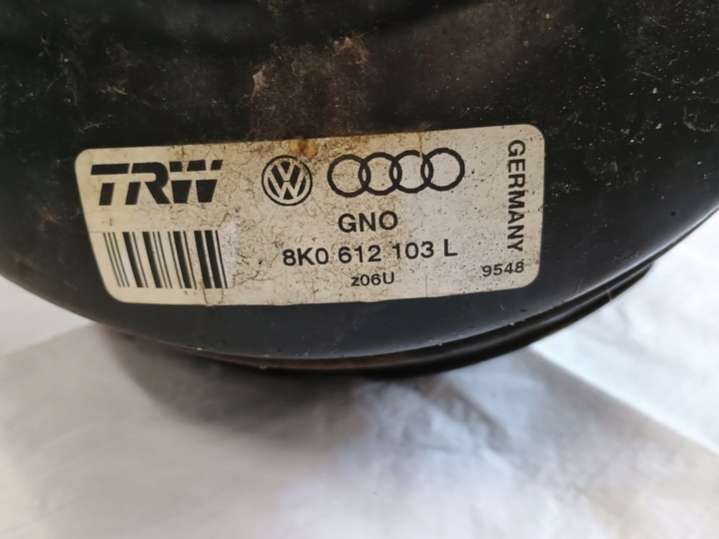 TRW
GNO
8K0 612 103 L
z06U
GERMANY
9548